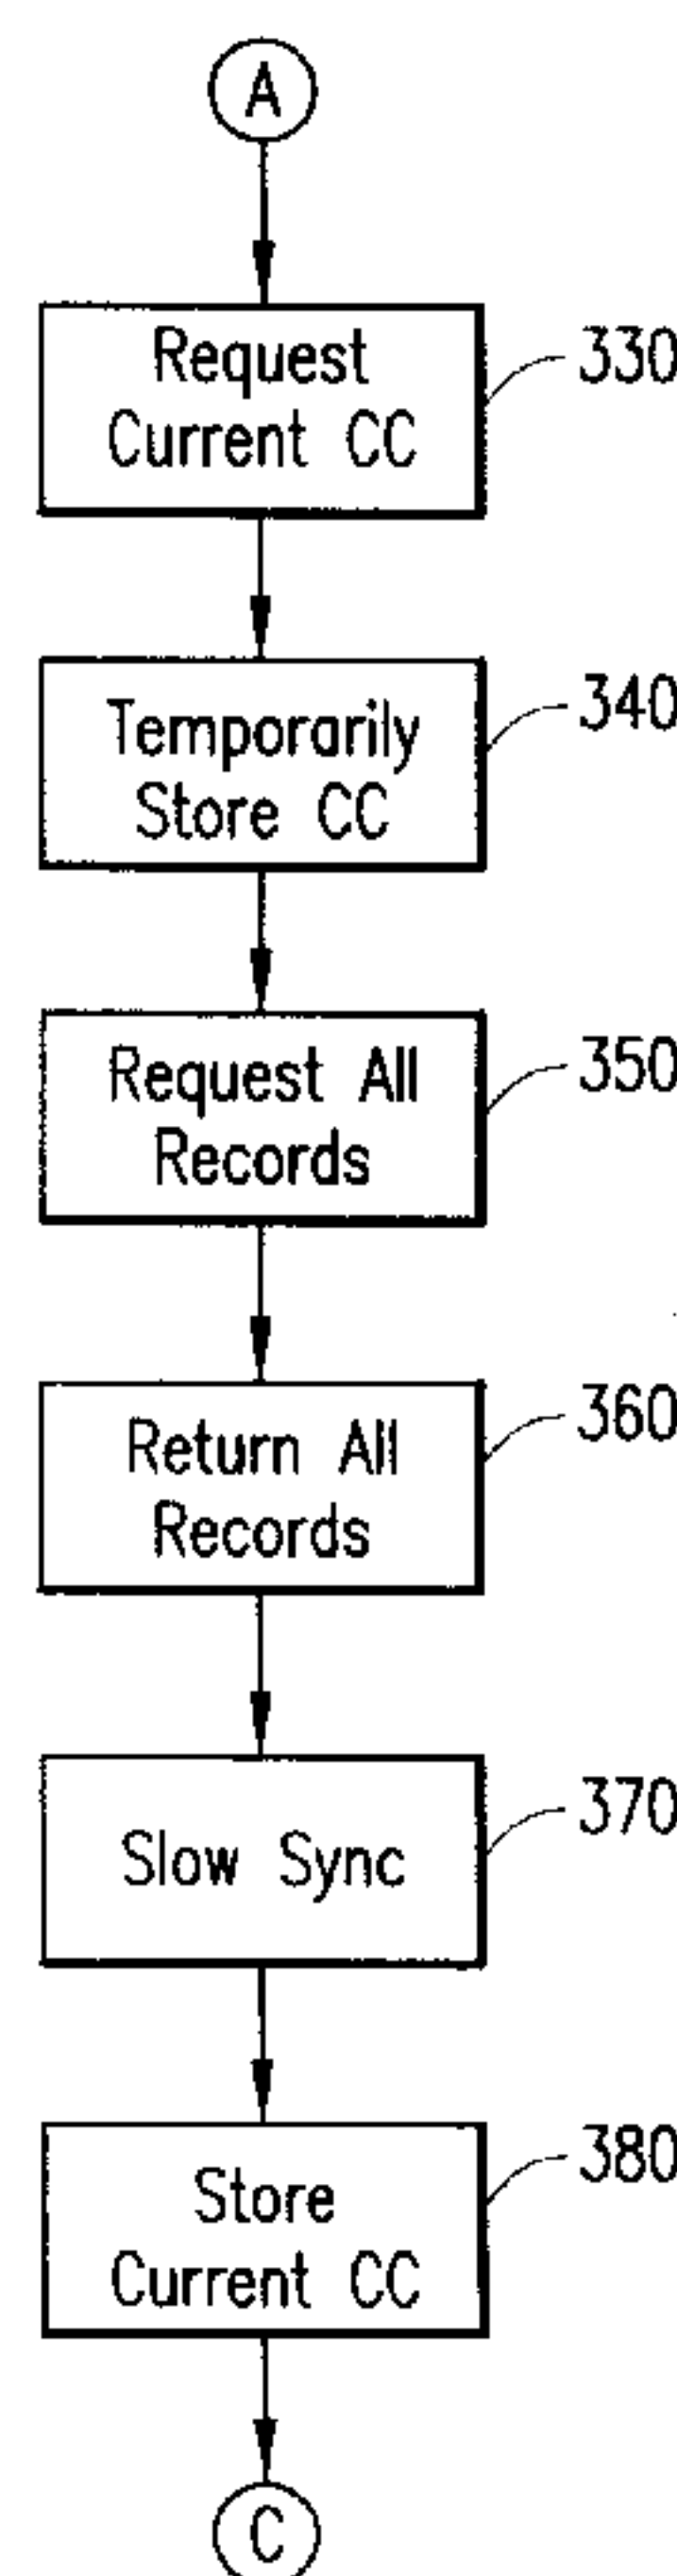 A
Request
Current CC
330
Temporarily
Store CC
340
Request All
Records
350
Return All
Records
360
Slow Sync
370
Store
Current CC
380
C